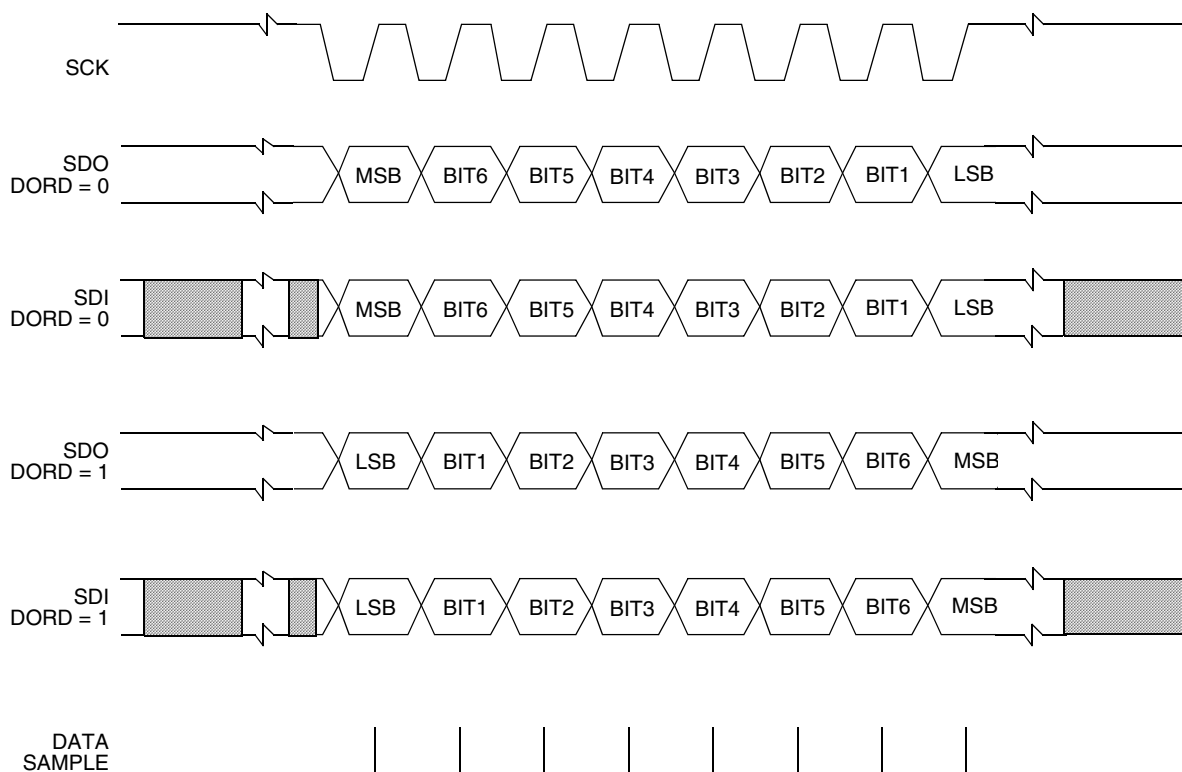 SCK
SDO
DORD = 0
MSB BIT6 BIT5 BIT4 BIT3 BIT2 BIT1 LSB
SDI
DORD = 0
MSB BIT6 BIT5 BIT4 BIT3 BIT2 BIT1 LSB
SDO
DORD = 1
LSB BIT1 BIT2 BIT3 BIT4 BIT5 BIT6 MSB
SDI
DORD = 1
LSB BIT1 BIT2 BIT3 BIT4 BIT5 BIT6 MSB
DATA
SAMPLE